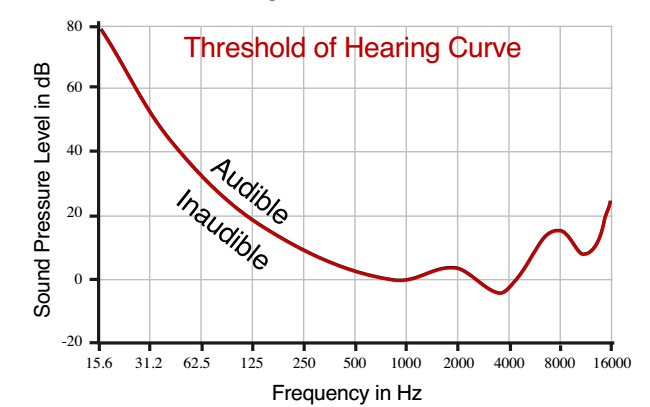 Threshold of Hearing Curve
Sound Pressure Level in dB
80
60
40
20
0
-20
Audible
Inaudible
15.6 31.2 62.5 125 250 500 1000 2000 4000 8000 16000
Frequency in Hz